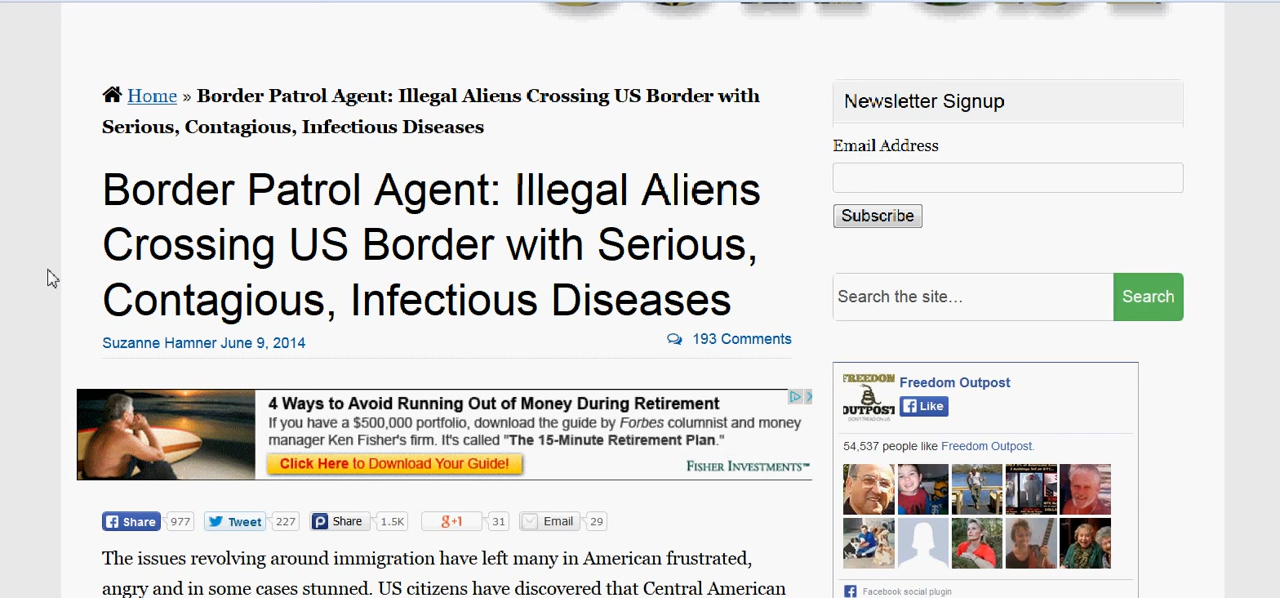 Home » Border Patrol Agent: Illegal Aliens Crossing US Border with
Serious, Contagious, Infectious Diseases
Border Patrol Agent: Illegal Aliens
Crossing US Border with Serious,
Contagious, Infectious Diseases
Suzanne Hamner June 9, 2014
193 Comments
4 Ways to Avoid Running Out of Money During Retirement
If you have a $500,000 portfolio, download the guide by Forbes columnist and money
manager Ken Fisher's firm. It's called "The 15-Minute Retirement Plan."
Click Here to Download Your Guide!
FISHER INVESTMENTS™
Share 977 Tweet 227 Share 1.5K g+1 31 Email 29
The issues revolving around immigration have left many in American frustrated,
angry and in some cases stunned. US citizens have discovered that Central American
Newsletter Signup
Email Address
Subscribe
Search the site...
Search
FREEDOM
OUTPOST
Freedom Outpost
Like
54,537 people like Freedom Outpost.
Facebook social plugin